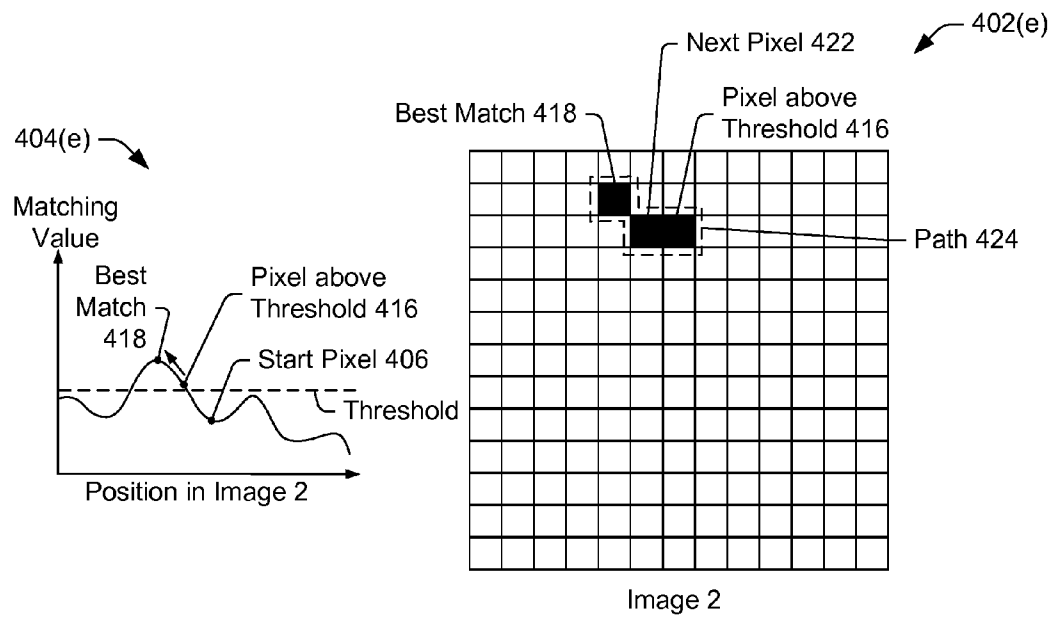 402(e)
Next Pixel 422
Best Match 418
Pixel above
Threshold 416
Path 424
Image 2
404(e)
Matching
Value
Best
Match
418
Pixel above
Threshold 416
Start Pixel 406
Threshold
Position in Image 2